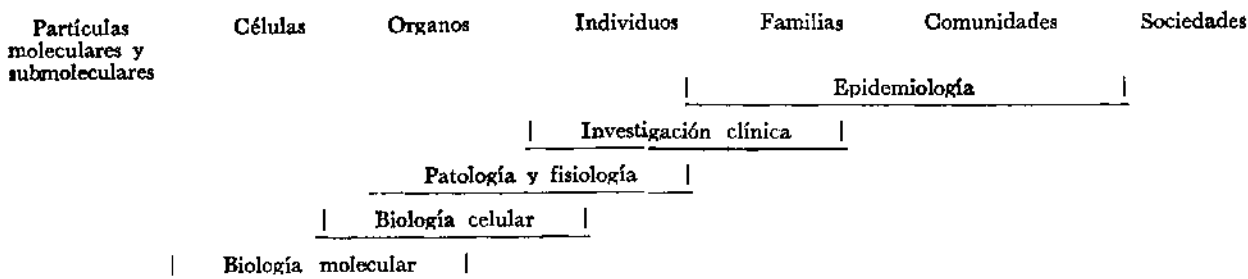 Partículas moleculares y submoleculares
Células
Organos
Individuos
Familias
Comunidades
Sociedades
Epidemiología
Investigación clínica
Patología y fisiología
Biología celular
Biología molecular